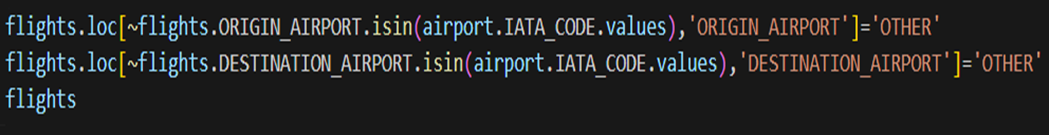 flights.loc[~flights.ORIGIN_AIRPORT.isin(airport.IATA_CODE.values),'ORIGIN_AIRPORT']='OTHER'
flights.loc[~flights.DESTINATION_AIRPORT.isin(airport.IATA_CODE.values),'DESTINATION_AIRPORT']='OTHER'
flights